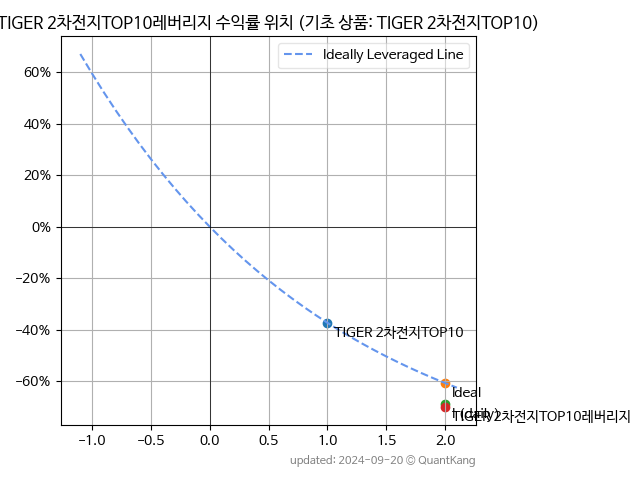 TIGER 2차전지TOP10레버리지 수익률 위치 (기초 상품: TIGER 2차전지TOP10)
Ideally Leveraged Line
60%
40%
20%
0%
−20%
−40%
−60%
TIGER 2차전지TOP10
Ideal
TIGER 2차전지TOP10레버리지
−1.0 −0.5 0.0 0.5 1.0 1.5 2.0
updated: 2024-09-20 © QuantKang